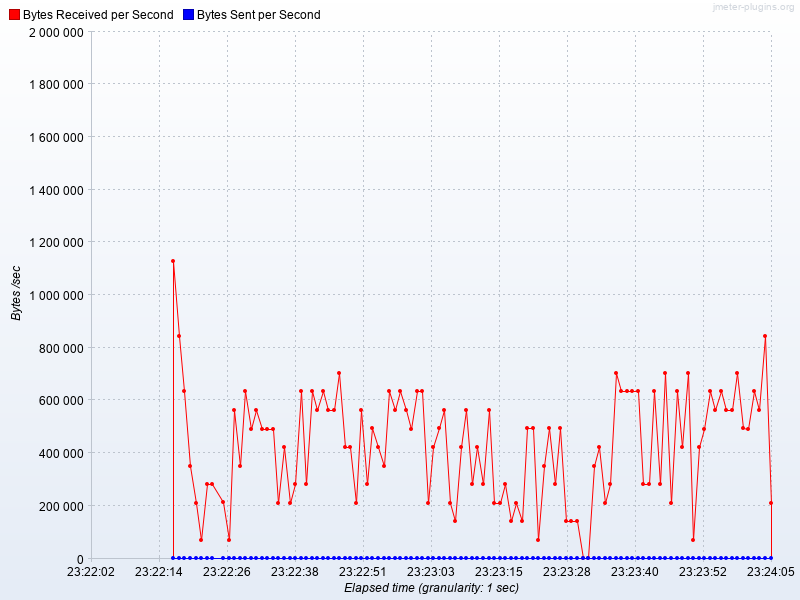 jmeter-plugins.org
Bytes Received per Second Bytes Sent per Second
2 000 000
1 800 000
1 600 000
1 400 000
1 200 000
1 000 000
800 000
600 000
400 000
200 000
0
Bytes /sec
23:22:02 23:22:14 23:22:26 23:22:38 23:22:51 23:23:03 23:23:15 23:23:28 23:23:40 23:23:52 23:24:05
Elapsed time (granularity: 1 sec)